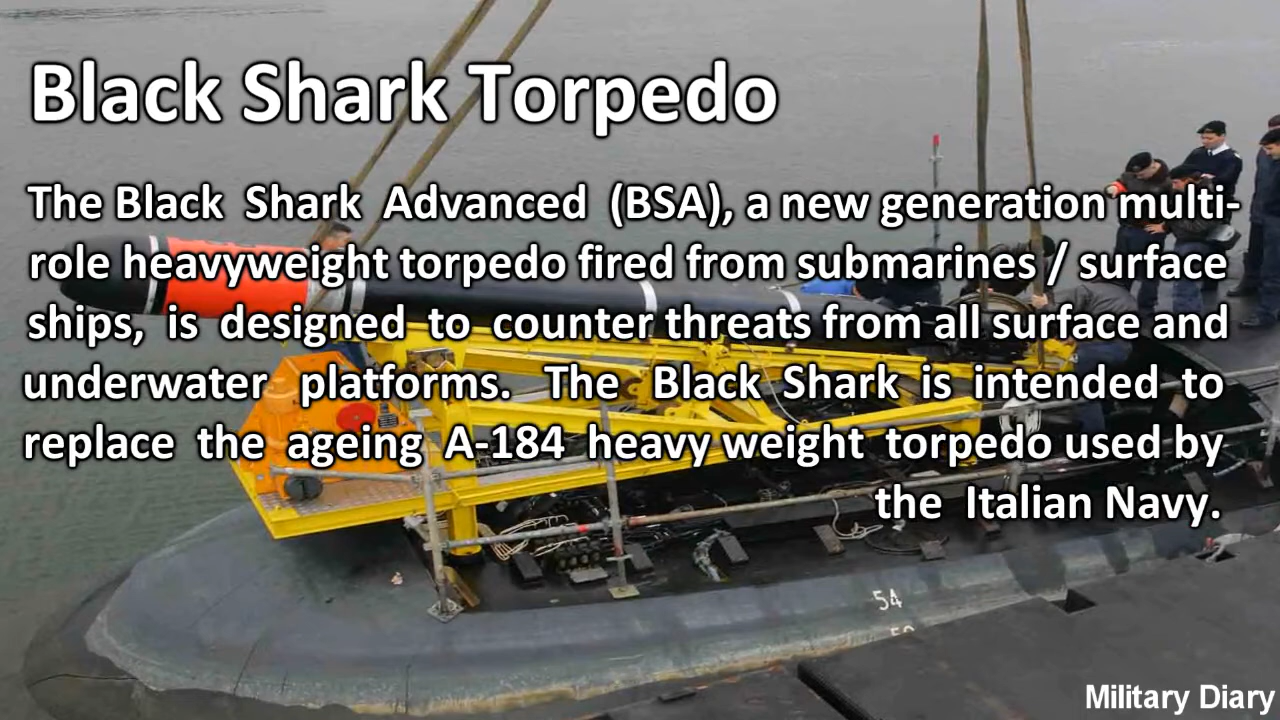 Black Shark Torpedo
The Black Shark Advanced (BSA), a new generation multi-
role heavyweight torpedo fired from submarines / surface
ships, is designed to counter threats from all surface and
underwater platforms. The Black Shark is intended to
replace the ageing A-184 heavy weight torpedo used by
the Italian Navy.
54
Military Diary